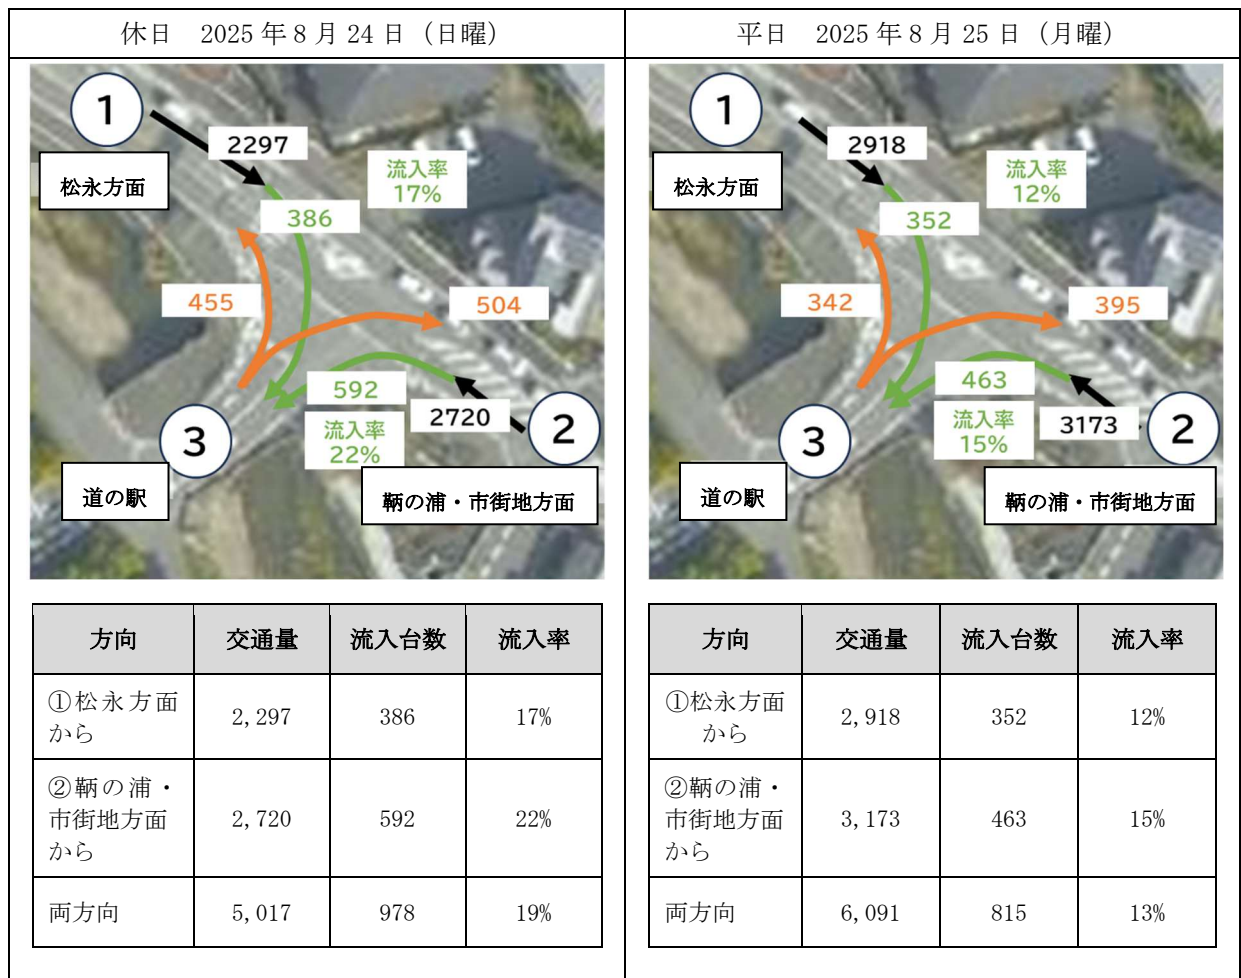 休日　2025年8月24日（日曜）
1
2297
松永方面
流入率
17%
386
455
504
592
流入率
22%
2720
2
3
道の駅
鞆の浦・市街地方面
方向 交通量 流入台数 流入率
①松永方面
から
2,297 386 17%
②鞆の浦・
市街地方面
から
2,720 592 22%
両方向 5,017 978 19%
平日　2025年8月25日（月曜）
1
2918
松永方面
流入率
12%
352
342
395
463
流入率
15%
3173
2
3
道の駅
鞆の浦・市街地方面
方向 交通量 流入台数 流入率
①松永方面
から
2,918 352 12%
②鞆の浦・
市街地方面
から
3,173 463 15%
両方向 6,091 815 13%